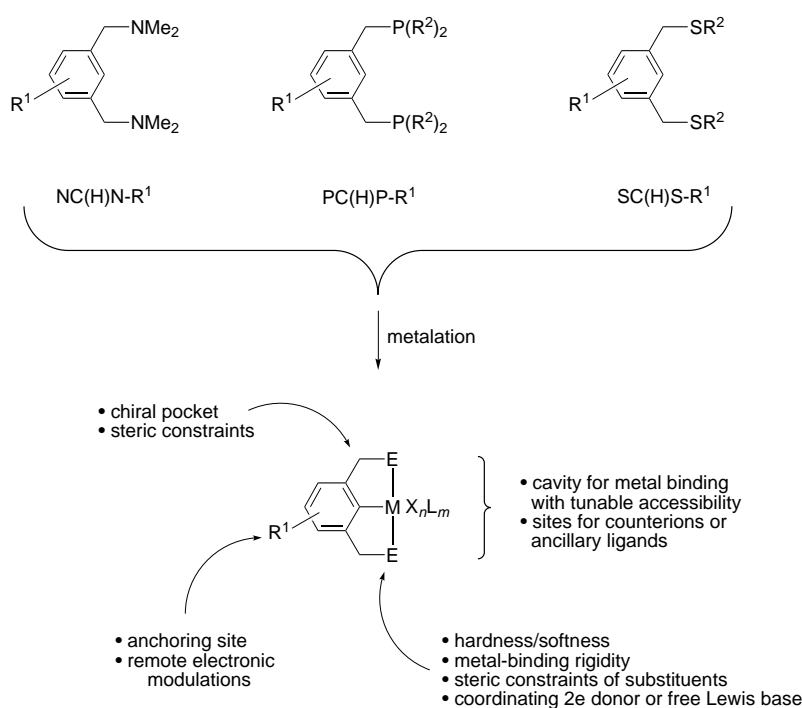 NMe2 P(R2)2 SR2
R1 R1 R1
NMe2 P(R2)2 SR2
NC(H)N-R1 PC(H)P-R1 SC(H)S-R1
metalation
• chiral pocket
• steric constraints
E
M XnLm
R1
E
• cavity for metal binding
with tunable accessibility
• sites for counterions or
ancillary ligands
• anchoring site
• remote electronic
modulations
• hardness/softness
• metal-binding rigidity
• steric constraints of substituents
• coordinating 2e donor or free Lewis base